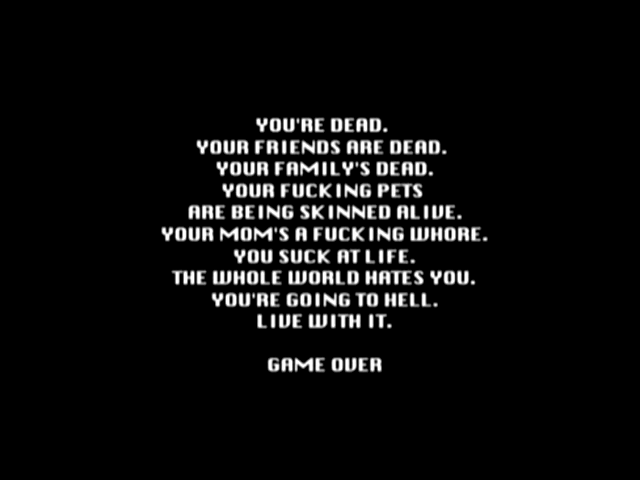 YOU'RE DEAD.
YOUR FRIENDS ARE DEAD.
YOUR FAMILY'S DEAD.
YOUR FUCKING PETS
ARE BEING SKINNED ALIVE.
YOUR MOM'S A FUCKING WHORE.
YOU SUCK AT LIFE.
THE WHOLE WORLD HATES YOU.
YOU'RE GOING TO HELL.
LIVE WITH IT.
GAME OVER